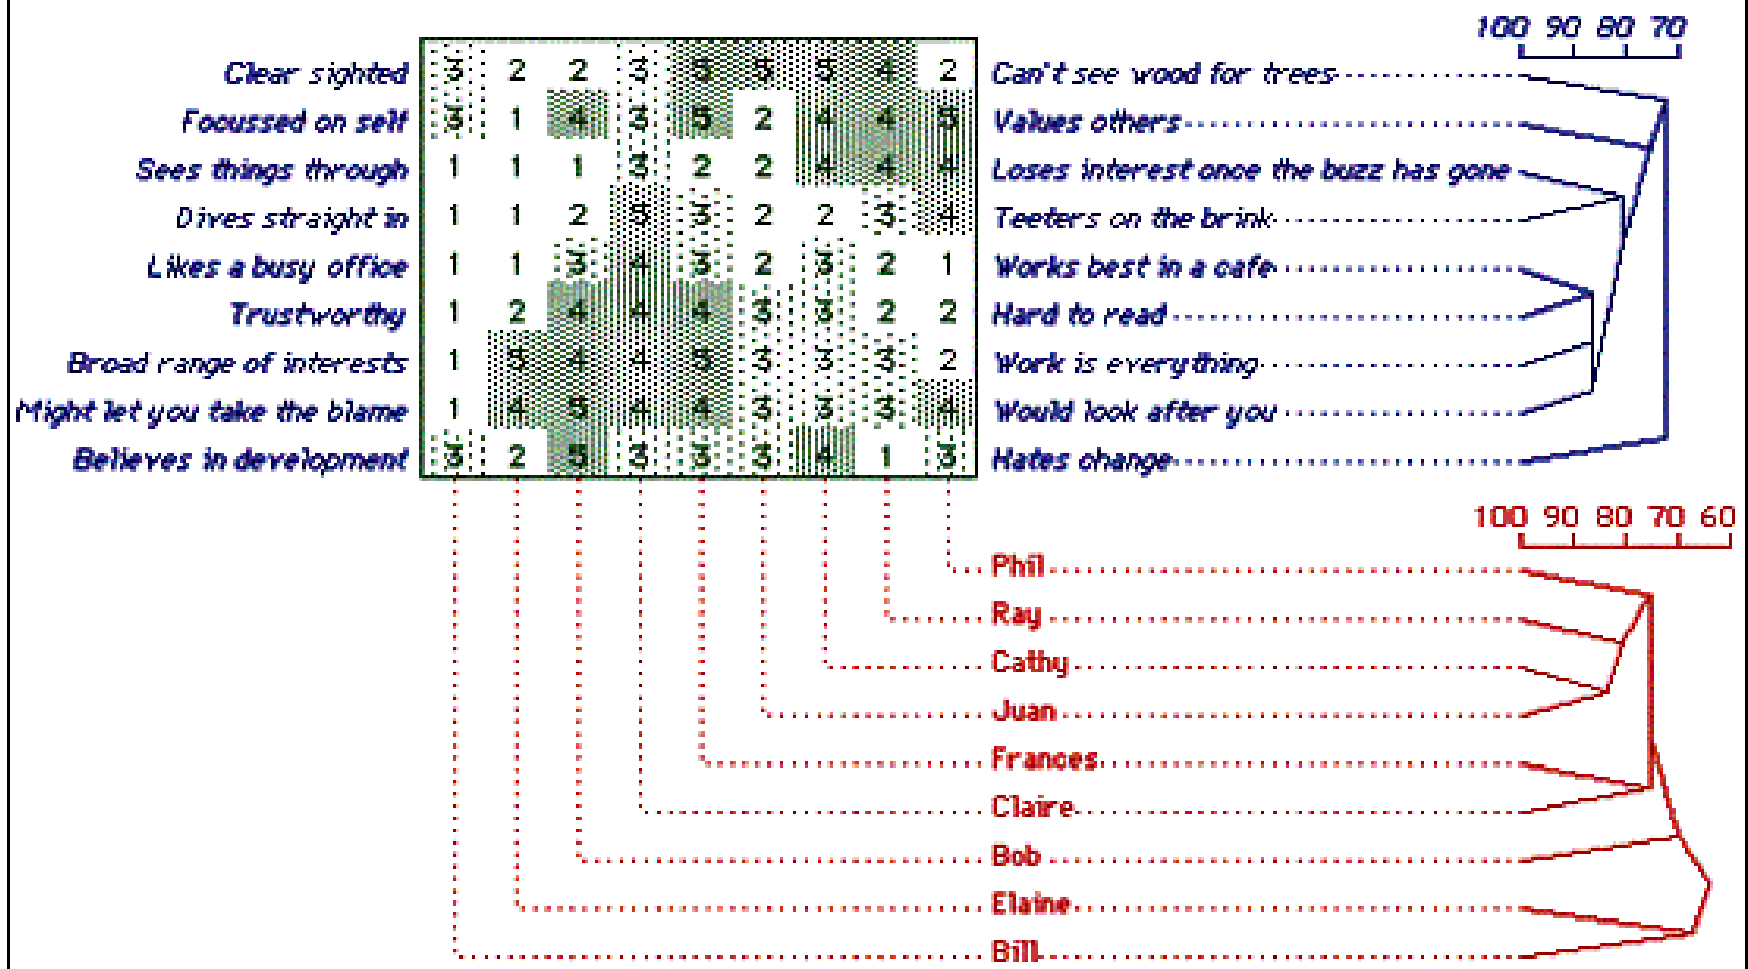 100 90 80 70
Clear sighted 3 2 2 3 5 5 5 4 2 Can't see wood for trees
Focussed on self 3 1 4 3 5 2 4 4 5 Values others
Sees things through 1 1 1 3 2 2 4 4 4 Loses interest once the buzz has gone
Dives straight in 1 1 2 5 3 2 2 3 4 Teeters on the brink
Likes a busy office 1 1 3 4 3 2 3 2 1 Works best in a cafe
Trustworthy 1 2 4 4 4 3 3 2 2 Hard to read
Broad range of interests 1 5 4 4 5 3 3 3 2 Work is everything
Might let you take the blame 1 4 5 4 4 3 3 3 4 Would look after you
Believes in development 3 2 5 3 3 3 4 1 3 Hates change
100 90 80 70 60
Phil
Ray
Cathy
Juan
Frances
Claire
Bob
Elaine
Bill